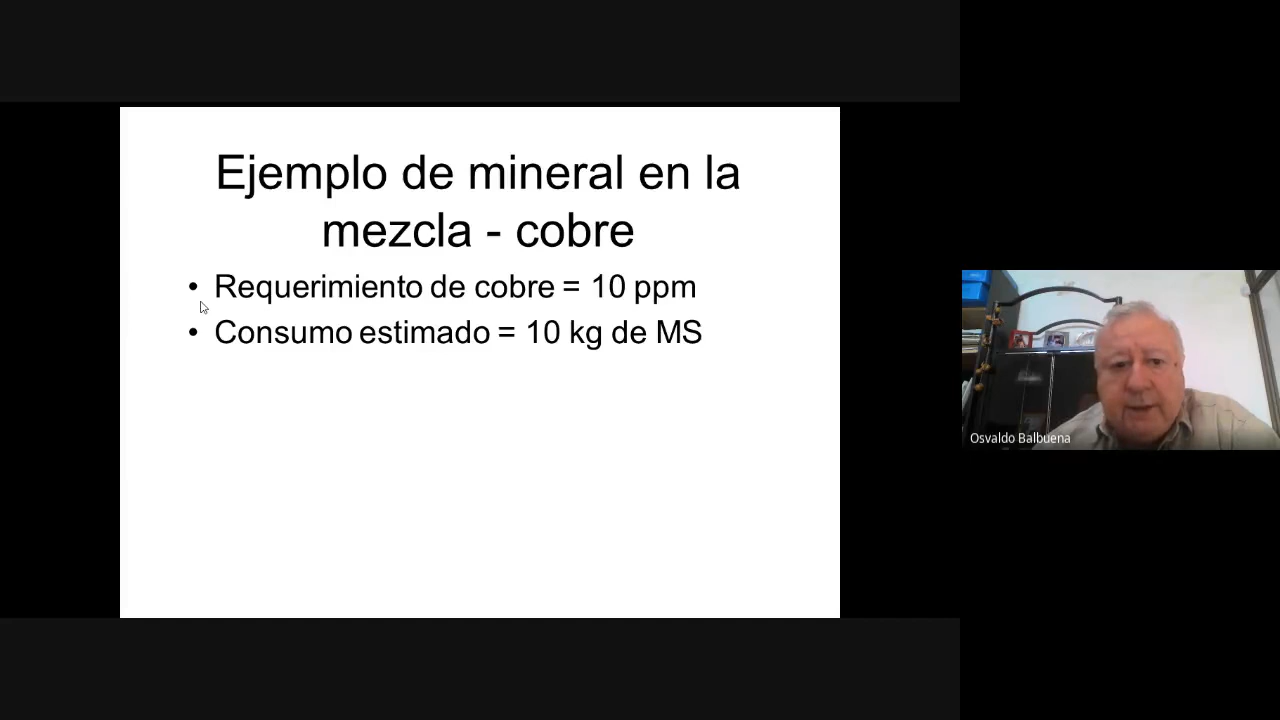 Ejemplo de mineral en la
mezcla - cobre
• Requerimiento de cobre = 10 ppm
• Consumo estimado = 10 kg de MS
Osvaldo Balbuena